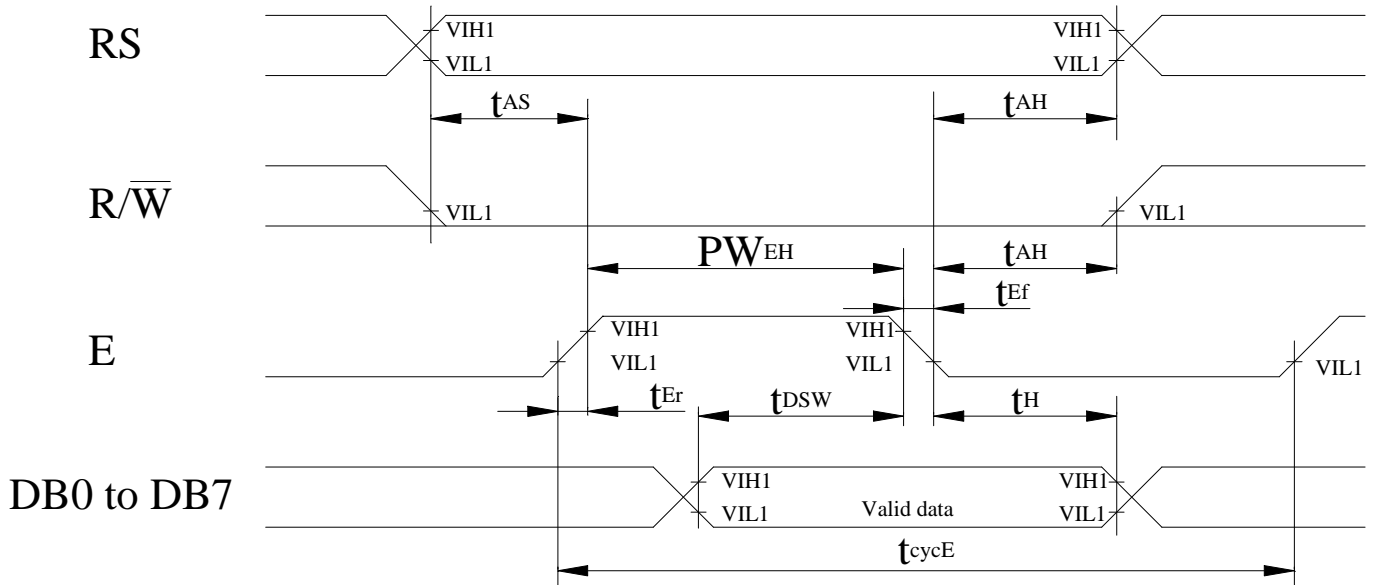 RS
VIH1
VIL1
VIH1
VIL1
tAS
tAH
R/W̅
VIL1
VIL1
PWEH
tAH
tEf
E
VIH1
VIL1
VIH1
VIL1
VIL1
tEr
tDSW
tH
DB0 to DB7
VIH1
VIL1
Valid data
VIH1
VIL1
tcycE